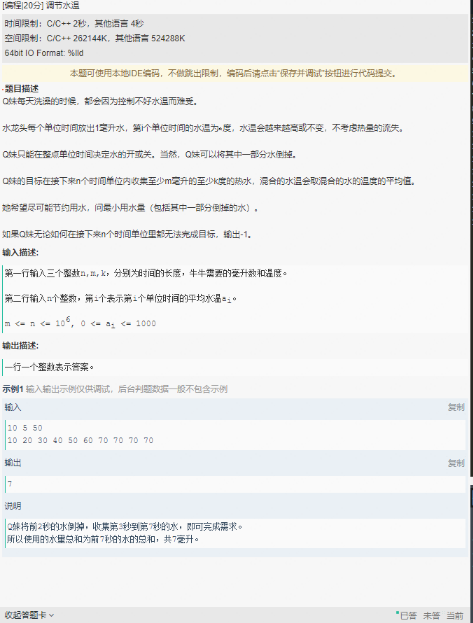 [编程|20分] 调节水温
时间限制：C/C++ 2秒，其他语言 4秒
空间限制：C/C++ 262144K，其他语言 524288K
64bit IO Format: %lld
本题可使用本地IDE编码，不做跳出限制，编码后请点击“保存并调试”按钮进行代码提交。
题目描述
Q妹每天洗澡的时候，都会因为控制不好水温而难受。
水龙头每个单位时间放出1毫升水，第i个单位时间的水温为a度，水温会越来越高或不变，不考虑热量的流失。
Q妹只能在整点单位时间决定水的开或关。当然，Q妹可以将其中一部分水倒掉。
Q妹的目标在接下来n个时间单位内收集至少m毫升的至少k度的热水，混合的水温会取混合的水的温度的平均值。
她希望尽可能节约用水，问最小用水量（包括其中一部分倒掉的水）。
如果Q妹无论如何在接下来n个时间单位里都无法完成目标，输出-1。
输入描述:
第一行输入三个整数n,m,k，分别为时间的长度，牛牛需要的毫升数和温度。
第二行输入n个整数，第i个表示第i个单位时间的平均水温aᵢ。
m <= n <= 10⁶, 0 <= aᵢ <= 1000
输出描述:
一行一个整数表示答案。
示例1 输入输出示例仅供调试，后台判题数据一般不包含示例
输入 复制
10 5 50
10 20 30 40 50 60 70 70 70 70
输出 复制
7
说明
Q妹将前2秒的水倒掉，收集第3秒到第7秒的水，即可完成需求。
所以使用的水量总和为前7秒的水的总和，共7毫升。
收起答题卡 已答 未答 当前